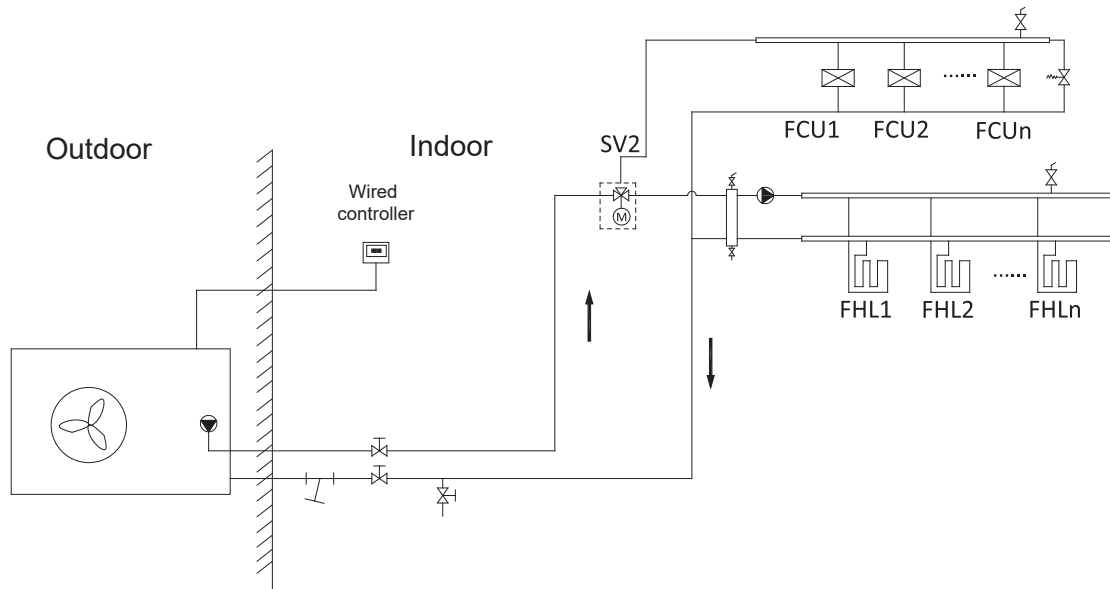 Outdoor
Indoor
Wired
controller
SV2
M
FCU1
FCU2
FCUn
FHL1
FHL2
FHLn